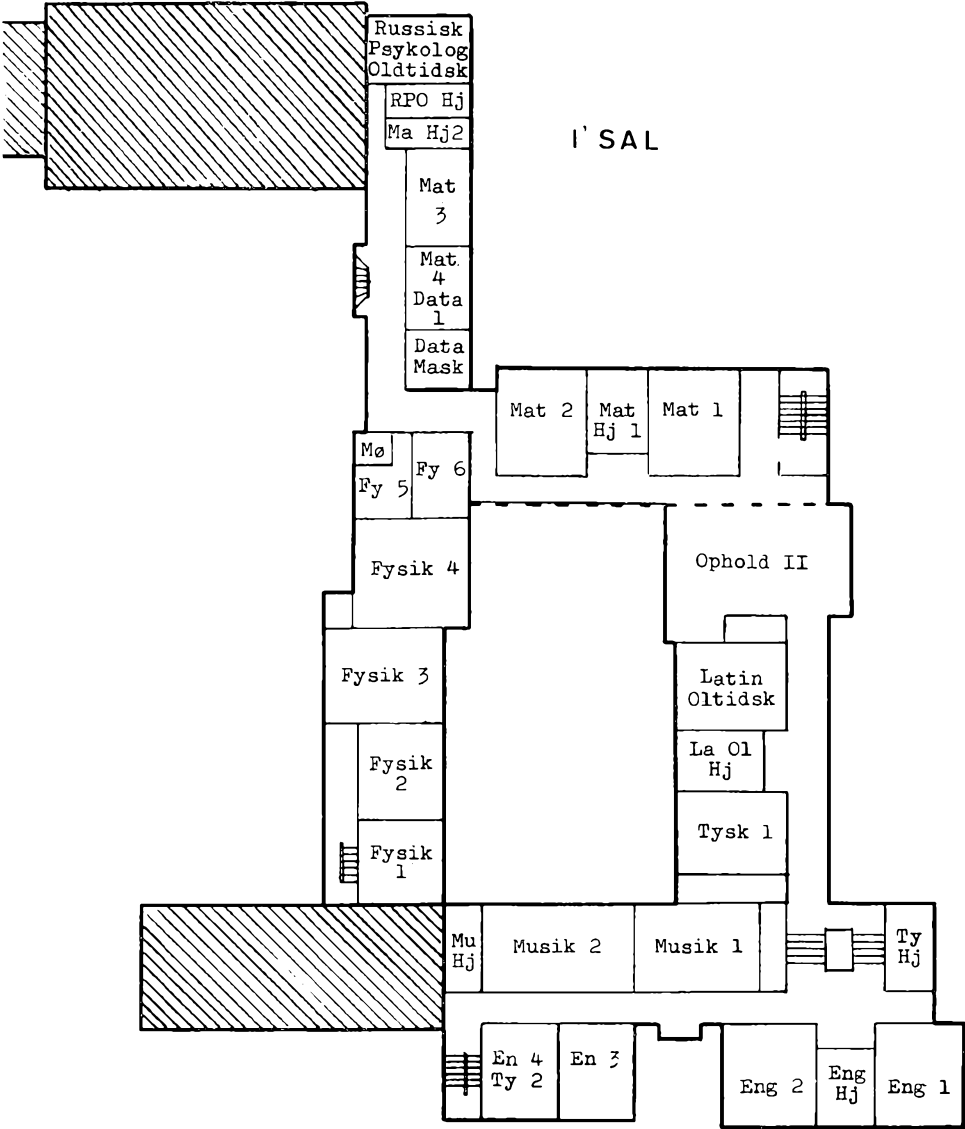 Russisk
Psykolog
Oldtidsk
RPO Hj
Ma Hj2
1' SAL
Mat
3
Mat
4
Data
1
Data
Mask
Mat 2
Mat
Hj 1
Mat 1
Mø
Fy 5
Fy 6
Fysik 4
Ophold II
Fysik 3
Latin
Oltidsk
La Ol
Hj
Fysik
2
Tysk 1
Fysik
1
Mu
Hj
Musik 2
Musik 1
Ty
Hj
En 4
Ty 2
En 3
Eng 2
Eng
Hj
Eng 1